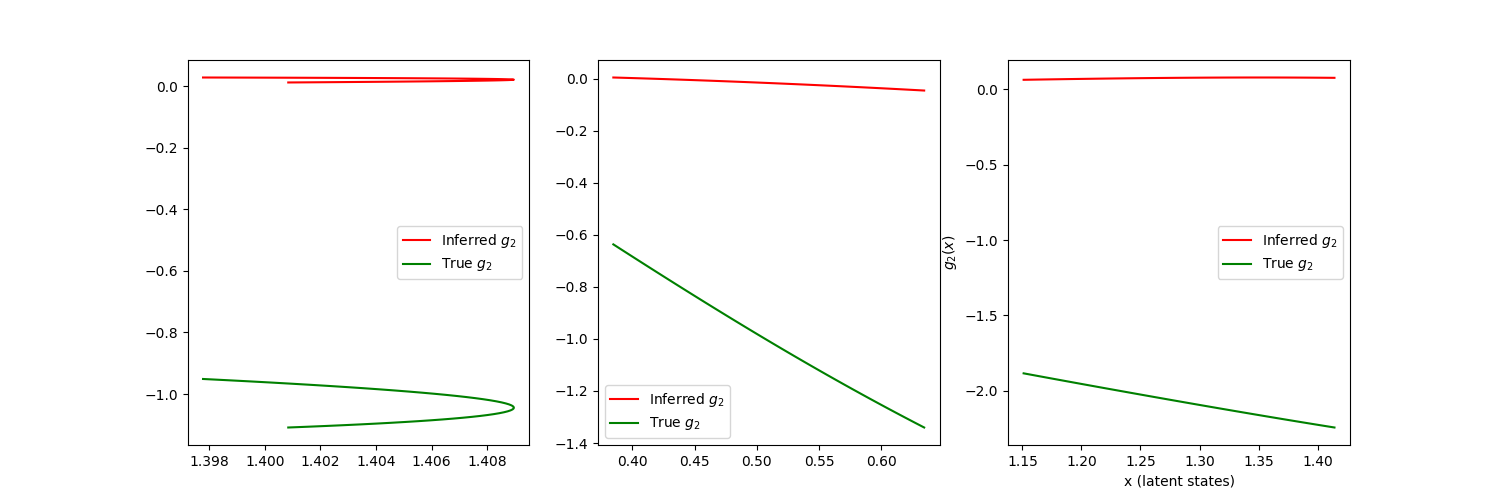 0.0
−0.2
−0.4
−0.6
−0.8
−1.0
1.398 1.400 1.402 1.404 1.406 1.408
Inferred g₂
True g₂
0.0
−0.2
−0.4
−0.6
−0.8
−1.0
−1.2
−1.4
0.40 0.45 0.50 0.55 0.60
Inferred g₂
True g₂
g₂(x)
0.0
−0.5
−1.0
−1.5
−2.0
1.15 1.20 1.25 1.30 1.35 1.40
x (latent states)
Inferred g₂
True g₂